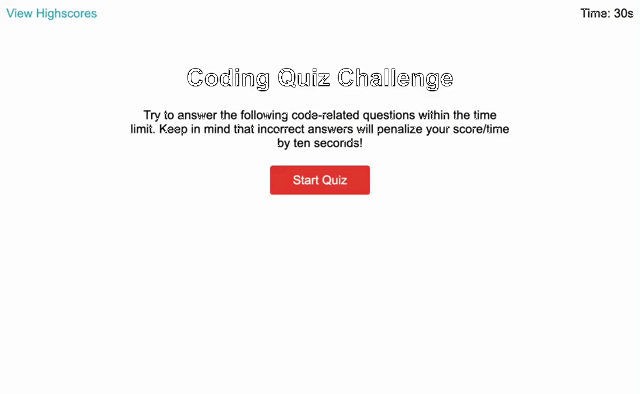 View Highscores
Time: 30s
Coding Quiz Challenge
Try to answer the following code-related questions within the time
limit. Keep in mind that incorrect answers will penalize your score/time
by ten seconds!
Start Quiz